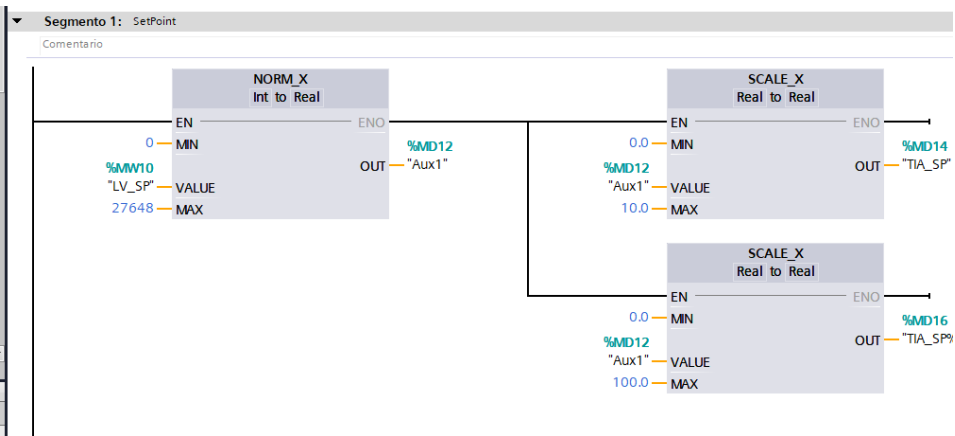 Segmento 1: SetPoint
Comentario
NORM_X
Int to Real
EN ENO
0 MIN
%MW10
"LV_SP" VALUE
27648 MAX
%MD12
OUT "Aux1"
SCALE_X
Real to Real
EN ENO
0.0 MIN
%MD12
"Aux1" VALUE
10.0 MAX
%MD14
OUT "TIA_SP"
SCALE_X
Real to Real
EN ENO
0.0 MIN
%MD12
"Aux1" VALUE
100.0 MAX
%MD16
OUT "TIA_SP%